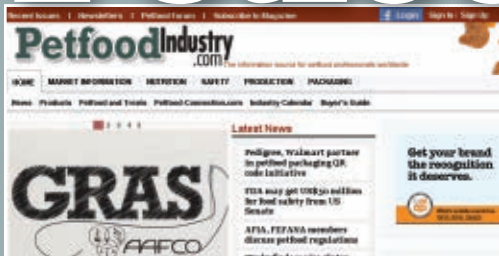 Recent Issues | Newsletters | Petfood Forum | Subscribe to Magazine
Login Sign In | Sign Up
PetfoodIndustry
.com
The information source for petfood professionals worldwide
HOME MARKET INFORMATION NUTRITION SAFETY PRODUCTION PACKAGING
News Products Petfood and Treats Petfood-Connection.com Industry Calendar Buyer's Guide
1 2 3 4 5
GRAS
AAFCO
Latest News
Pedigree, Walmart partner
in petfood packaging QR
code initiative
FDA may get US$50 million
for food safety from US
Senate
AFIA, FEFANA members
discuss petfood regulations
Get your brand
the recognition
it deserves.